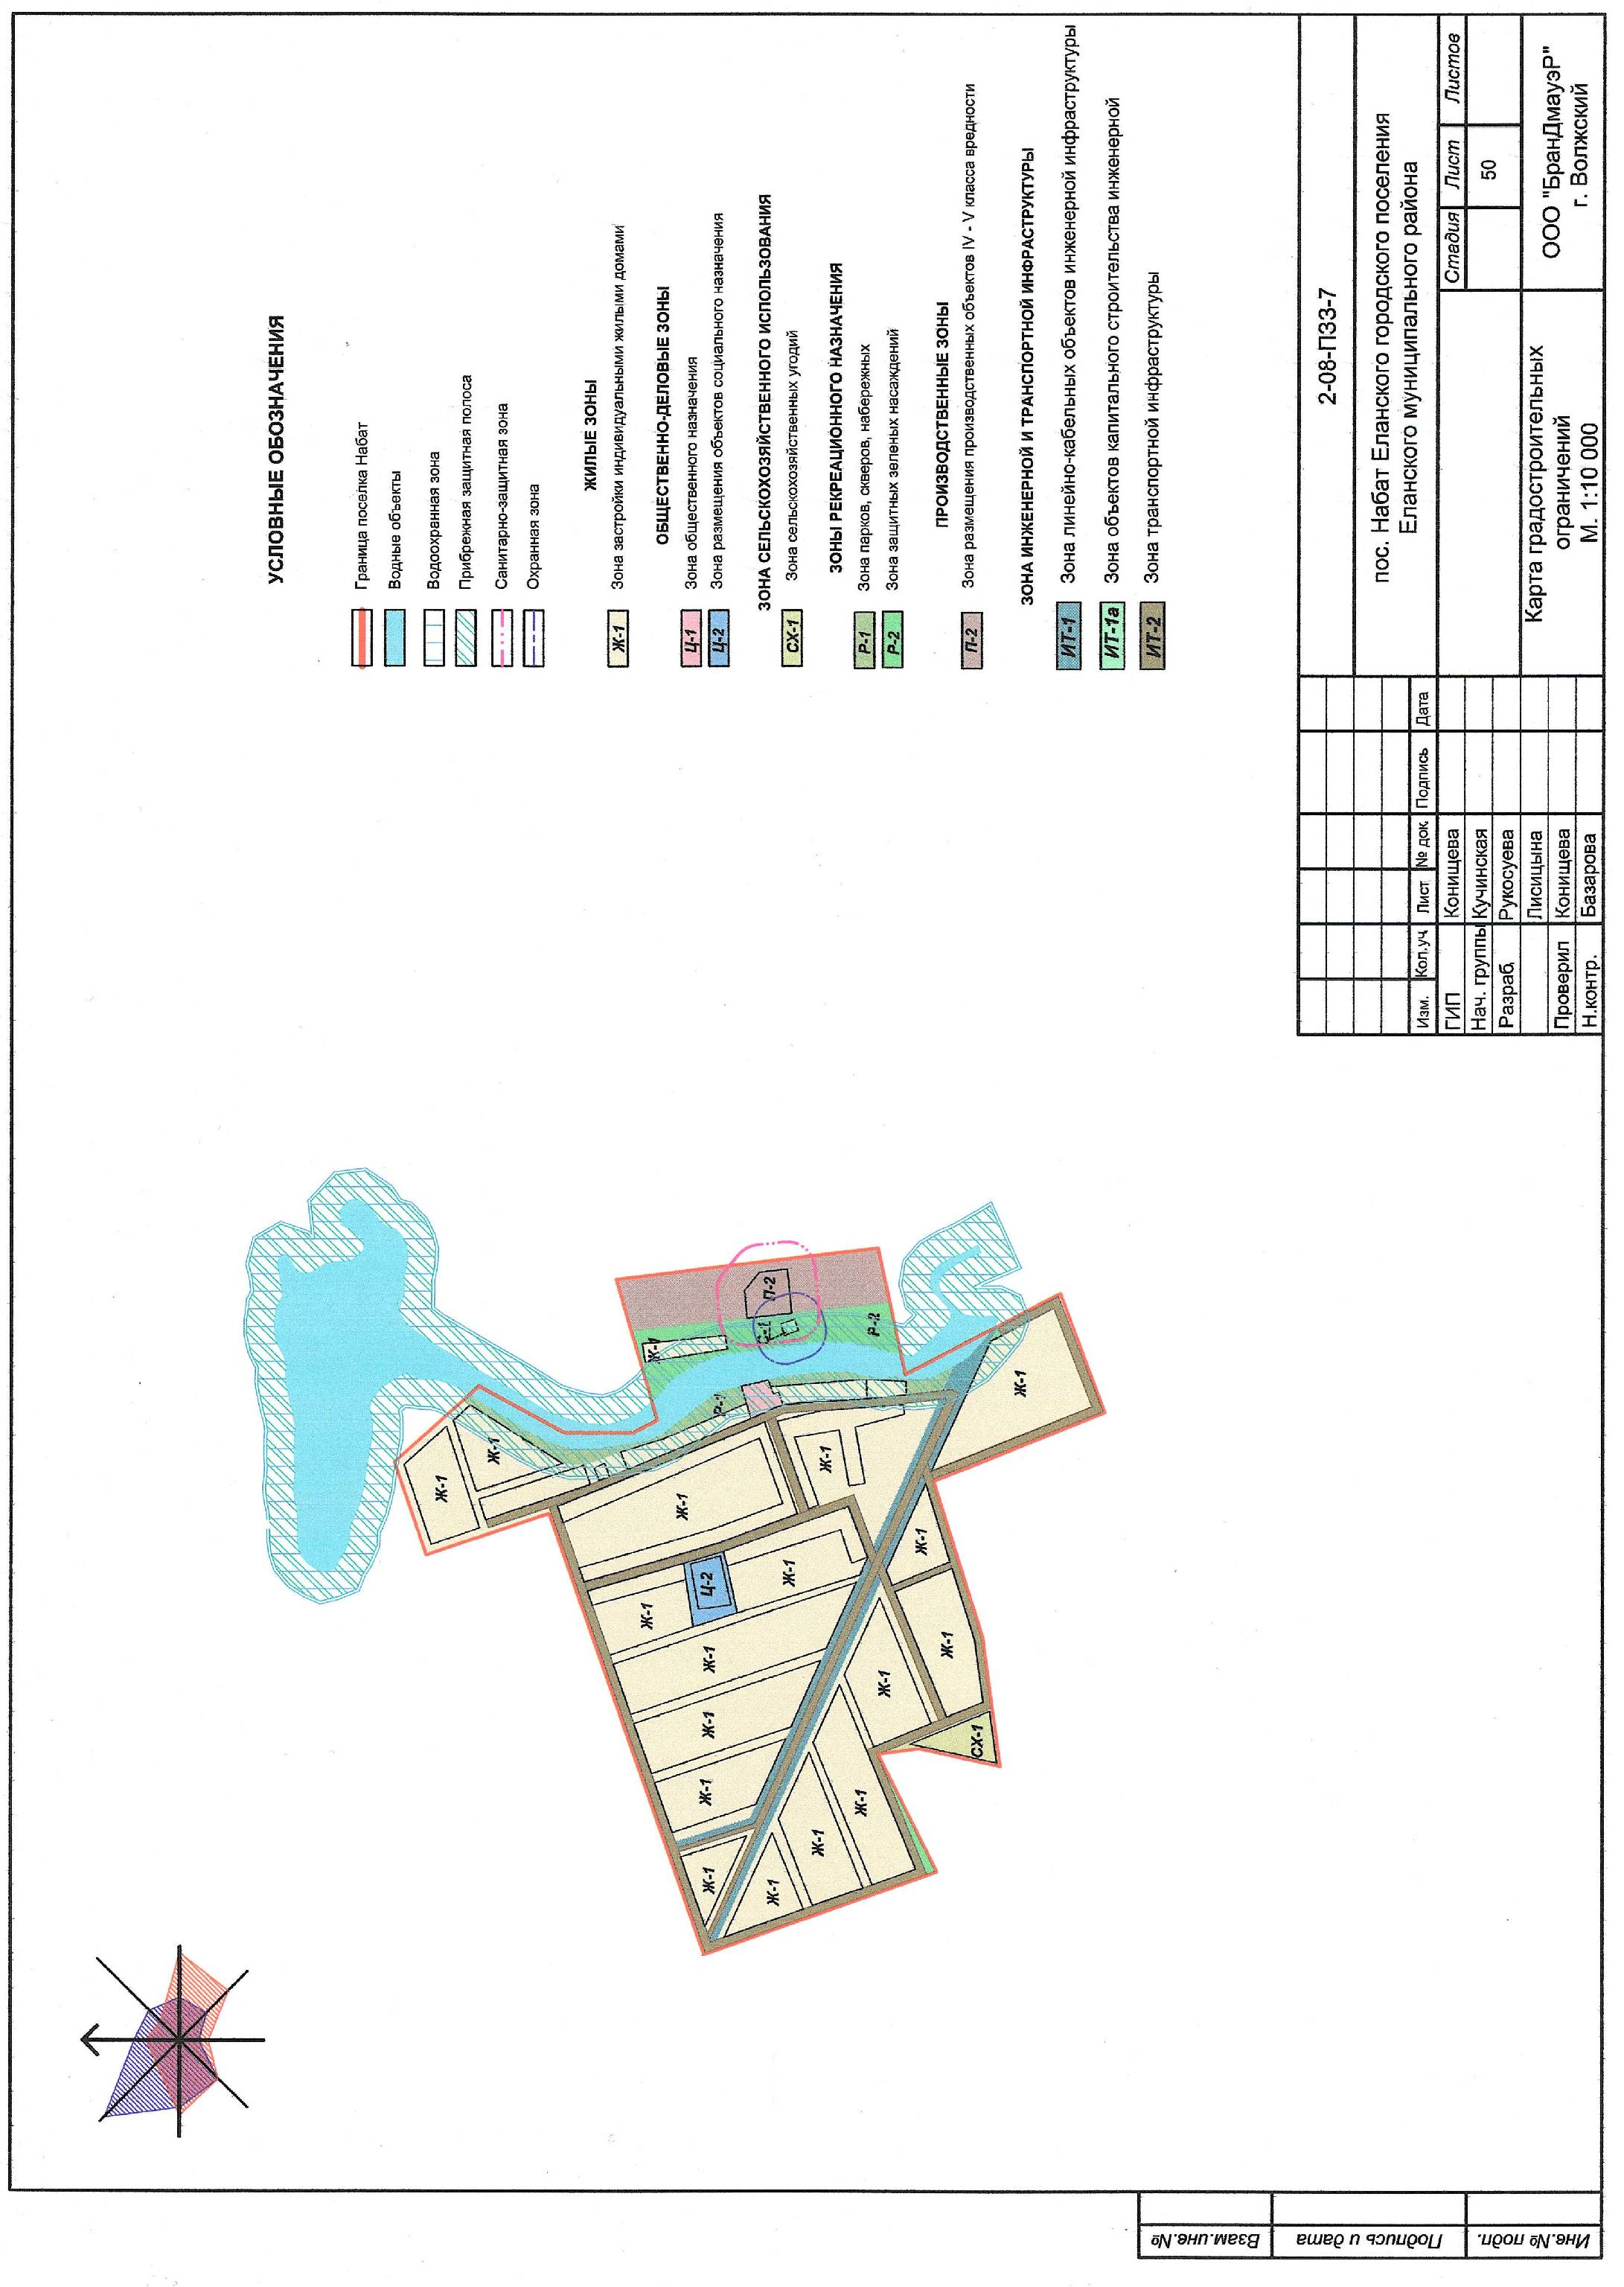 УСЛОВНЫЕ ОБОЗНАЧЕНИЯ
Граница поселка Набат
Водные объекты
Водоохранная зона
Прибрежная защитная полоса
Санитарно-защитная зона
Охранная зона
ЖИЛЫЕ ЗОНЫ
Ж-1 Зона застройки индивидуальными жилыми домами
ОБЩЕСТВЕННО-ДЕЛОВЫЕ ЗОНЫ
Ц-1 Зона общественного назначения
Ц-2 Зона размещения объектов социального назначения
ЗОНА СЕЛЬСКОХОЗЯЙСТВЕННОГО ИСПОЛЬЗОВАНИЯ
СХ-1 Зона сельскохозяйственных угодий
ЗОНЫ РЕКРЕАЦИОННОГО НАЗНАЧЕНИЯ
Р-1 Зона парков, скверов, набережных
Р-2 Зона защитных зеленых насаждений
ПРОИЗВОДСТВЕННЫЕ ЗОНЫ
П-2 Зона размещения производственных объектов IV - V класса вредности
ЗОНА ИНЖЕНЕРНОЙ И ТРАНСПОРТНОЙ ИНФРАСТРУКТУРЫ
ИТ-1 Зона линейно-кабельных объектов инженерной инфраструктуры
ИТ-1а Зона объектов капитального строительства инженерной
ИТ-2 Зона транспортной инфраструктуры
Ж-1
Ж-1
Ж-1
П-2
Р-2
Р-1
Ж-1
Ж-1
Ж-1
Ж-1
Ц-2
Ж-1
Ж-1
Ж-1
Ж-1
Ж-1
Ж-1
Ж-1
Ж-1
СХ-1
Ж-1
Ж-1
Ж-1
Ж-1
2-08-ПЗЗ-7
пос. Набат Еланского городского поселения
Еланского муниципального района
Изм. Кол.уч Лист № док. Подпись Дата
ГИП Конищева
Нач. группы Кучинская
Разраб. Рукосуева
Лисицына
Проверил Конищева
Н.контр. Базарова
Стадия Лист Листов
50
Карта градостроительных
ограничений
М. 1:10 000
ООО "БранДмауэР"
г. Волжский
Взам.инв.№
Подпись и дата
Инв.№ подл.